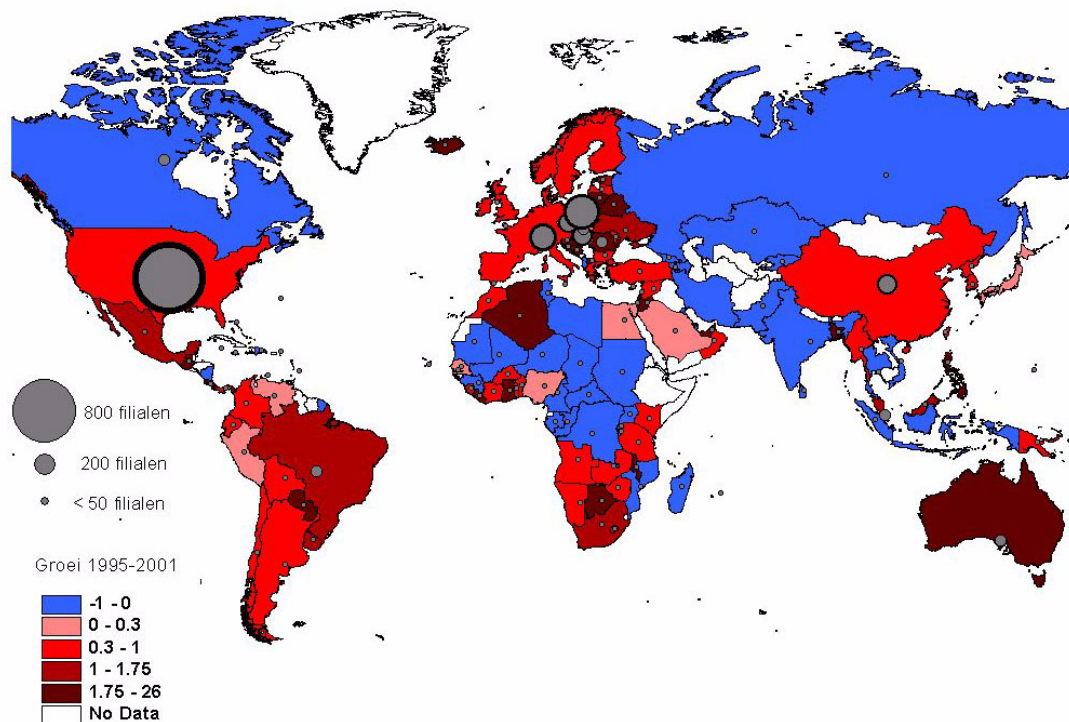 800 filialen
200 filialen
< 50 filialen
Groei 1995-2001
-1 - 0
0 - 0.3
0.3 - 1
1 - 1.75
1.75 - 26
No Data